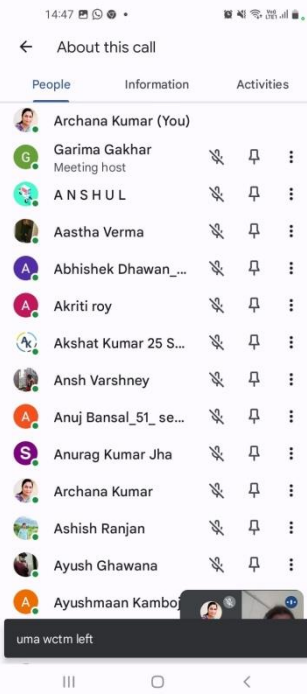 14:47
About this call
People Information Activities
Archana Kumar (You)
G Garima Gakhar
Meeting host
A N S H U L
Aastha Verma
A Abhishek Dhawan_...
A Akriti roy
AK Akshat Kumar 25 S...
Ansh Varshney
A Anuj Bansal_51_ se...
S Anurag Kumar Jha
Archana Kumar
Ashish Ranjan
Ayush Ghawana
A Ayushmaan Kamboj
uma wctm left